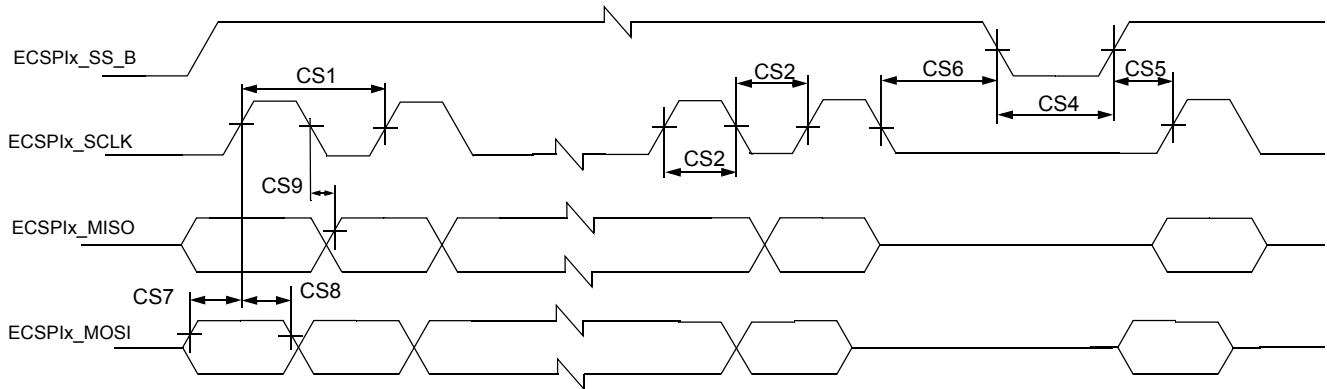 ECSPIx_SS_B
CS1
CS2
CS6
CS5
CS4
ECSPIx_SCLK
CS2
CS9
ECSPIx_MISO
CS7
CS8
ECSPIx_MOSI